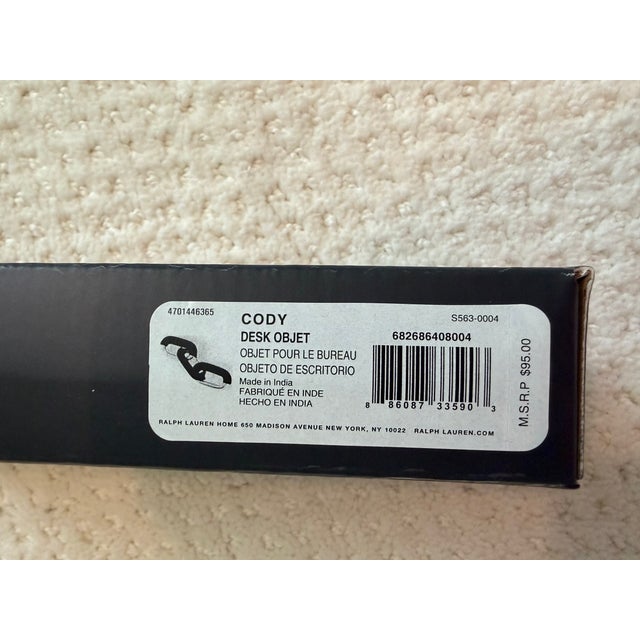 4701446365
CODY
S563-0004
DESK OBJET
682686408004
OBJET POUR LE BUREAU
OBJETO DE ESCRITORIO
Made in India
FABRIQUÉ EN INDE
HECHO EN INDIA
8 86087 33590 3
M.S.R.P $95.00
RALPH LAUREN HOME 650 MADISON AVENUE NEW YORK, NY 10022 RALPH LAUREN.COM